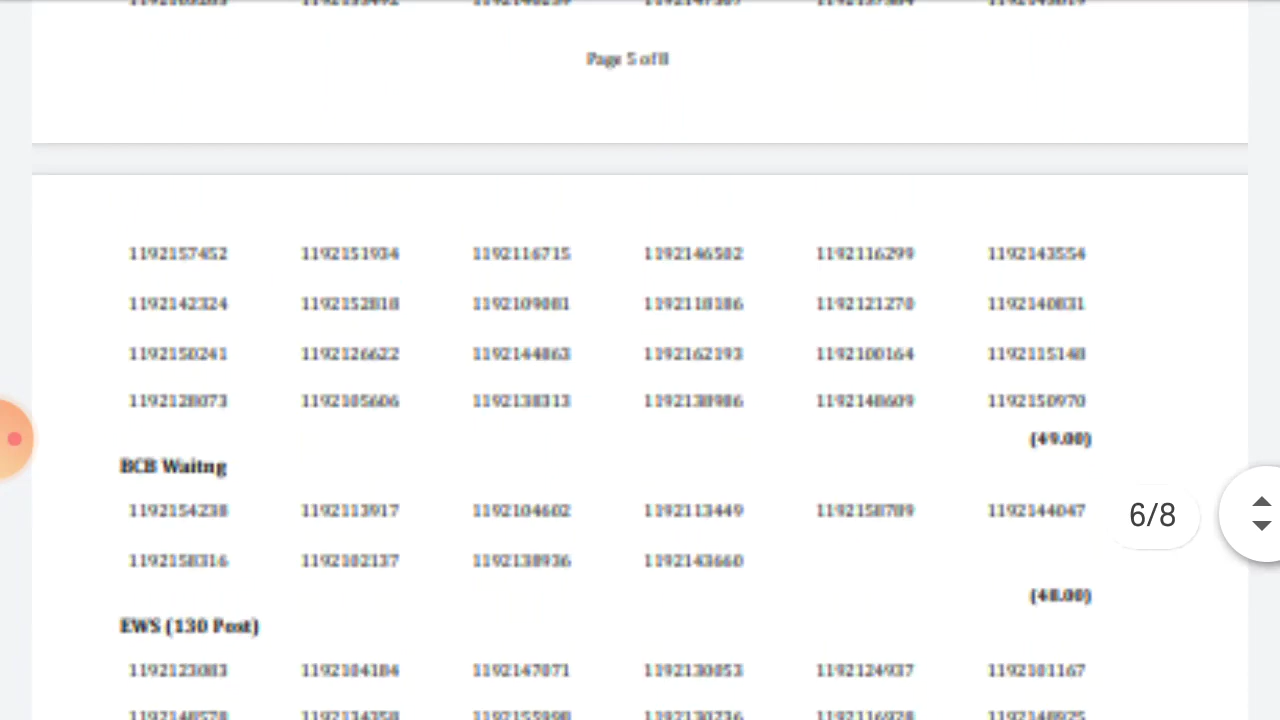 Page 5 of 8
1192157452 1192151934 1192116715 1192146502 1192116299 1192143554
1192142324 1192152818 1192109081 1192118186 1192121270 1192140831
1192150241 1192126622 1192144863 1192162193 1192100164 1192115148
1192128073 1192105606 1192138313 1192138986 1192148609 1192150970
(49.00)
BCB Waitng
1192154238 1192113917 1192104602 1192113449 1192158789 1192144047
1192158316 1192102137 1192138936 1192143660
6/8
(48.00)
EWS (130 Post)
1192123083 1192104184 1192147071 1192130053 1192124937 1192101167